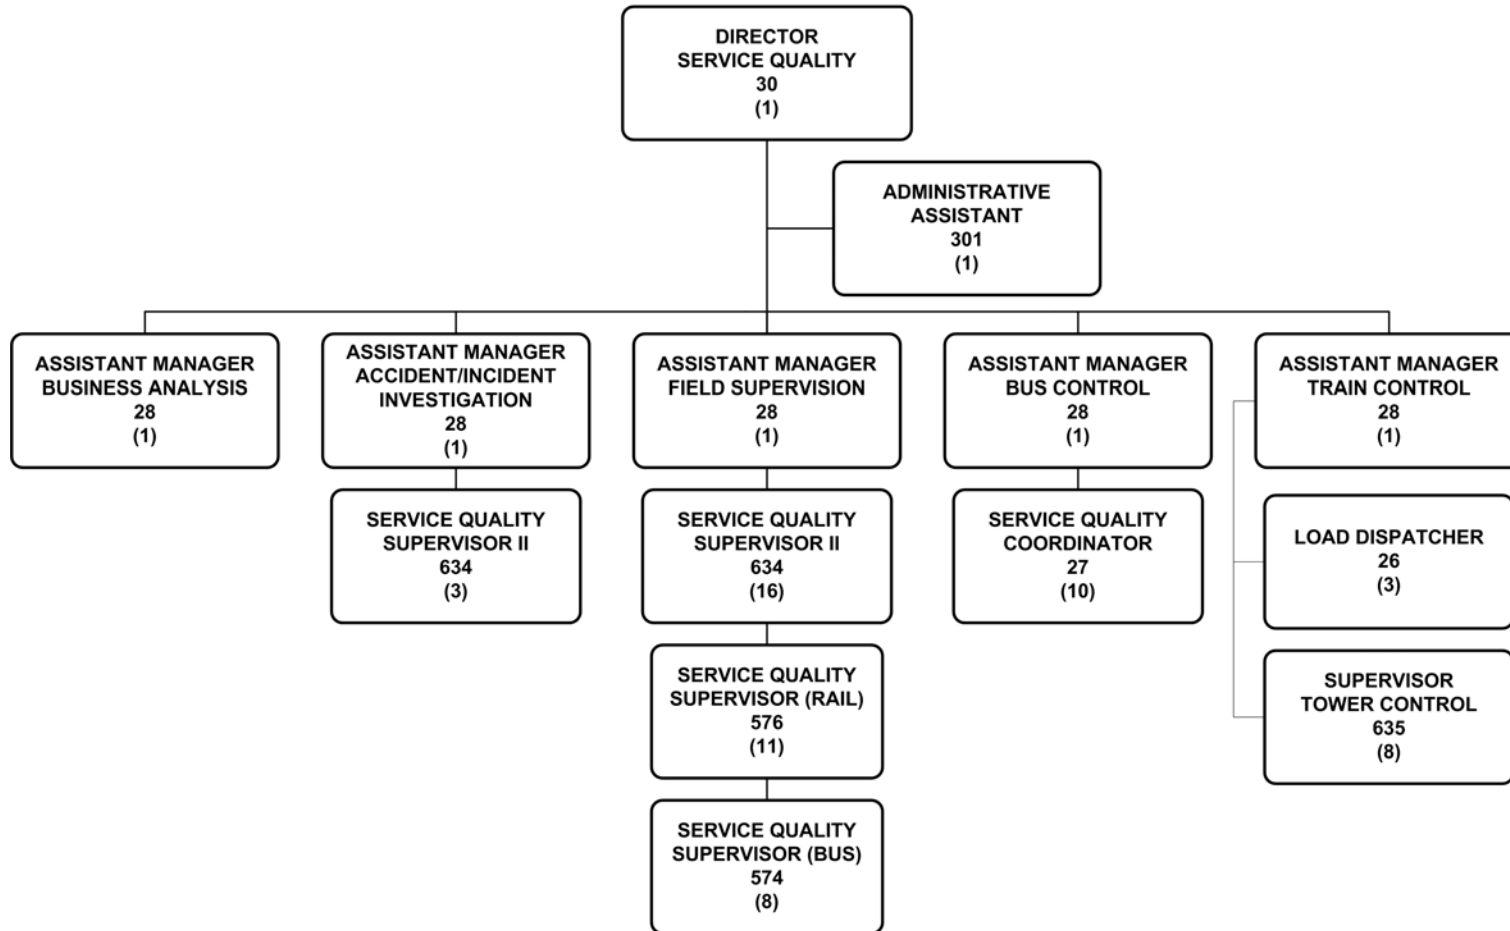 DIRECTOR
SERVICE QUALITY
30
(1)
ADMINISTRATIVE
ASSISTANT
301
(1)
ASSISTANT MANAGER
BUSINESS ANALYSIS
28
(1)
ASSISTANT MANAGER
ACCIDENT/INCIDENT
INVESTIGATION
28
(1)
ASSISTANT MANAGER
FIELD SUPERVISION
28
(1)
ASSISTANT MANAGER
BUS CONTROL
28
(1)
ASSISTANT MANAGER
TRAIN CONTROL
28
(1)
SERVICE QUALITY
SUPERVISOR II
634
(3)
SERVICE QUALITY
SUPERVISOR II
634
(16)
SERVICE QUALITY
COORDINATOR
27
(10)
LOAD DISPATCHER
26
(3)
SERVICE QUALITY
SUPERVISOR (RAIL)
576
(11)
SUPERVISOR
TOWER CONTROL
635
(8)
SERVICE QUALITY
SUPERVISOR (BUS)
574
(8)